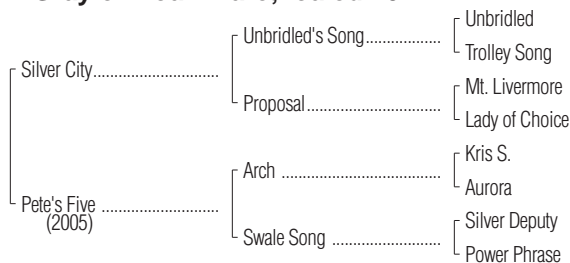 Unbridled
Unbridled's Song
Trolley Song
Silver City
Mt. Livermore
Proposal
Lady of Choice
Kris S.
Arch
Aurora
Pete's Five
(2005)
Silver Deputy
Swale Song
Power Phrase